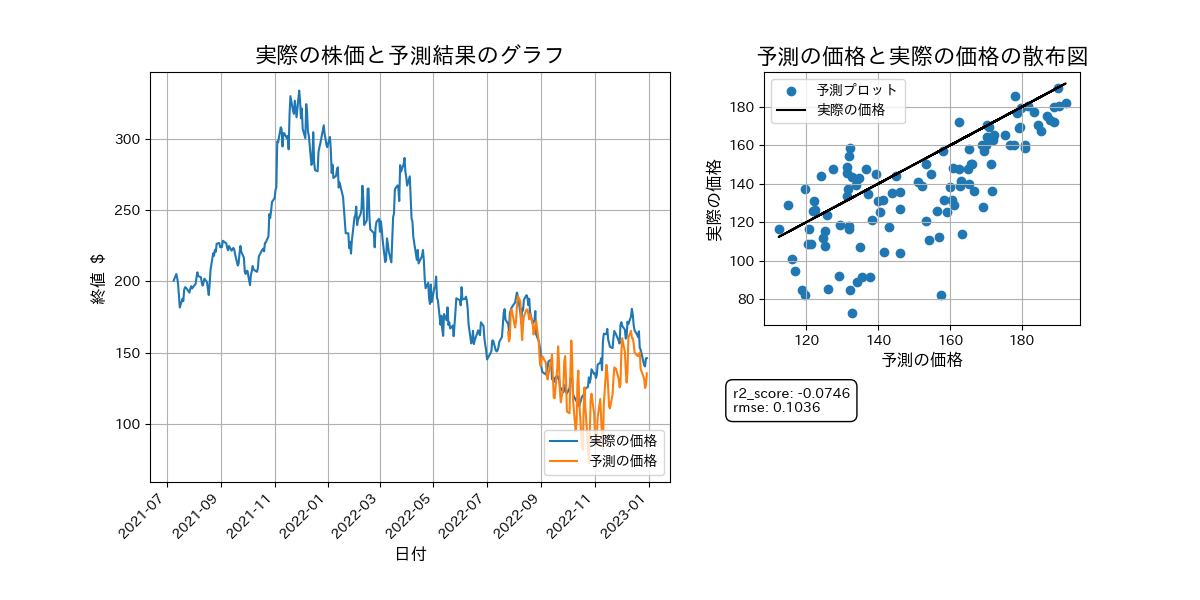 実際の株価と予測結果のグラフ
終値 $
300
250
200
150
100
2021-07
2021-09
2021-11
2022-01
2022-03
2022-05
2022-07
2022-09
2022-11
2023-01
日付
実際の価格
予測の価格
予測の価格と実際の価格の散布図
予測プロット
実際の価格
実際の価格
180
160
140
120
100
80
120
140
160
180
予測の価格
r2_score: -0.0746
rmse: 0.1036